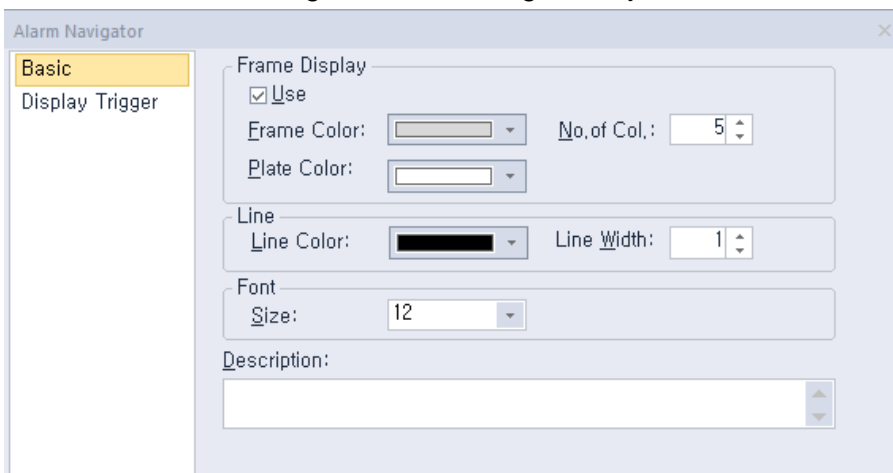 Alarm Navigator
Basic
Display Trigger
Frame Display
Use
Frame Color:
No.of Col.:
5
Plate Color:
Line
Line Color:
Line Width:
1
Font
Size:
12
Description: